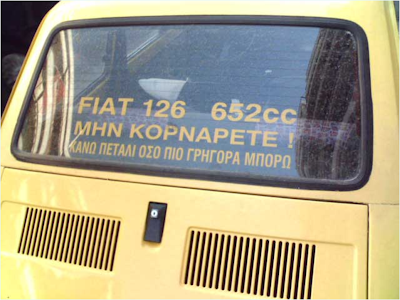 FIAT 126 652cc
ΜΗΝ ΚΟΡΝΑΡΕΤΕ !
ΚΑΝΩ ΠΕΤΑΛΙ ΟΣΟ ΠΙΟ ΓΡΗΓΟΡΑ ΜΠΟΡΩ